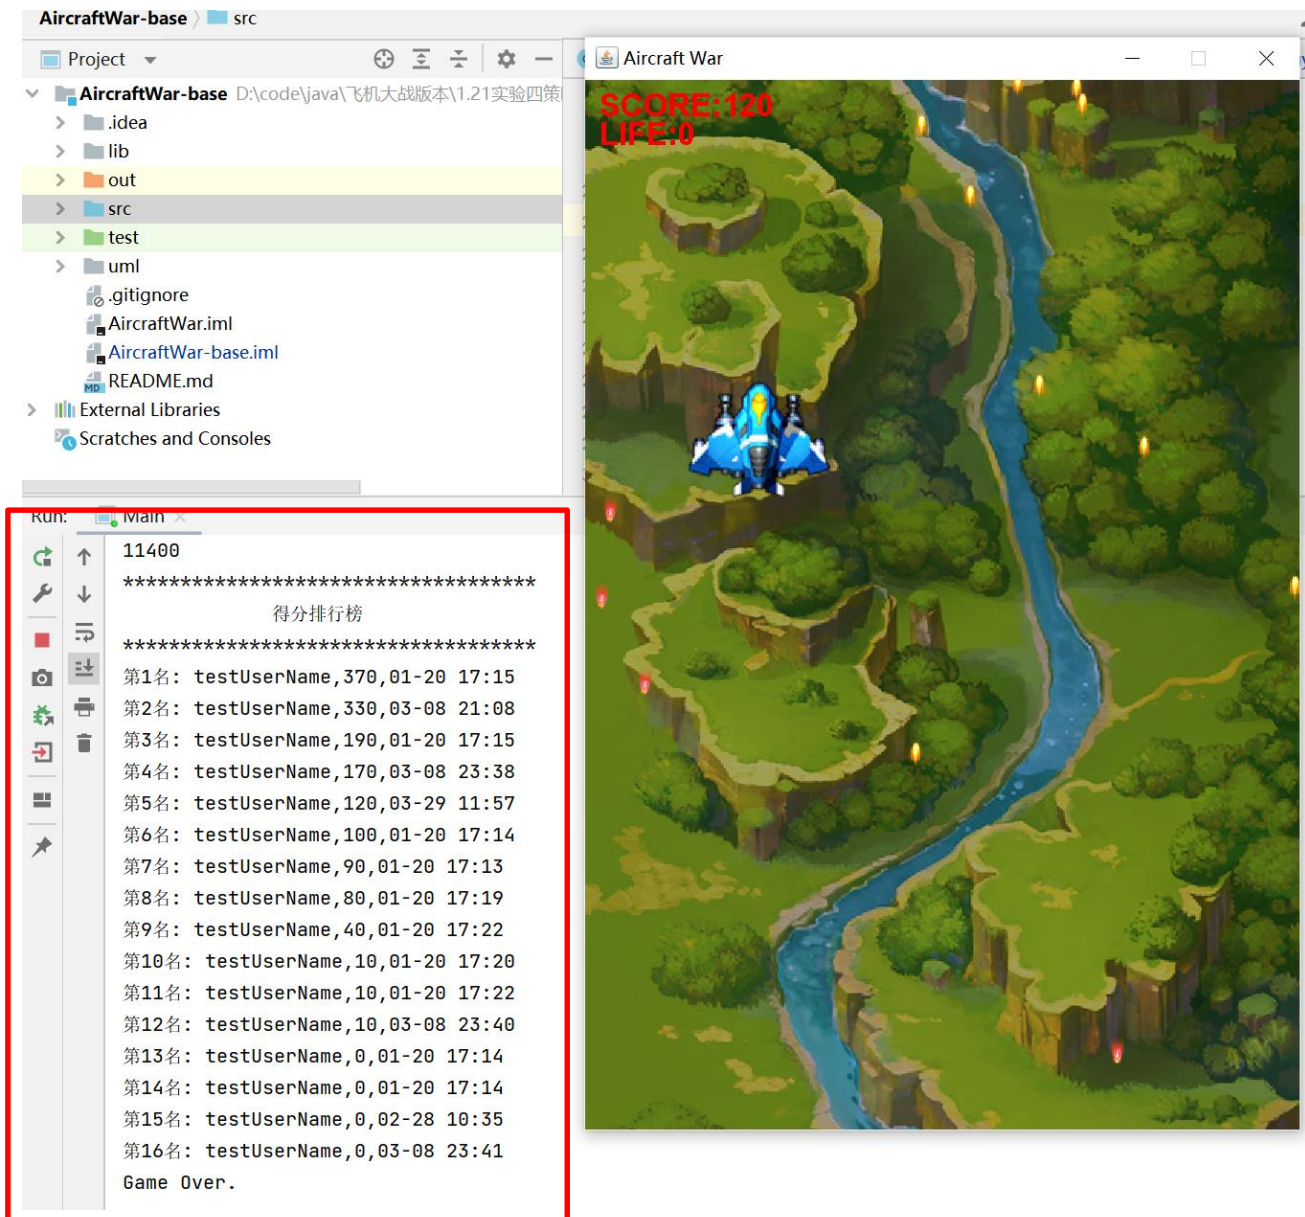 AircraftWar-base 〉 src
Project
AircraftWar-base D:\code\java\飞机大战版本\1.21实验四策
.idea
lib
out
src
test
uml
.gitignore
AircraftWar.iml
AircraftWar-base.iml
README.md
External Libraries
Scratches and Consoles
Run: Main
11400
************************************
得分排行榜
************************************
第1名: testUserName,370,01-20 17:15
第2名: testUserName,330,03-08 21:08
第3名: testUserName,190,01-20 17:15
第4名: testUserName,170,03-08 23:38
第5名: testUserName,120,03-29 11:57
第6名: testUserName,100,01-20 17:14
第7名: testUserName,90,01-20 17:13
第8名: testUserName,80,01-20 17:19
第9名: testUserName,40,01-20 17:22
第10名: testUserName,10,01-20 17:20
第11名: testUserName,10,01-20 17:22
第12名: testUserName,10,03-08 23:40
第13名: testUserName,0,01-20 17:14
第14名: testUserName,0,01-20 17:14
第15名: testUserName,0,02-28 10:35
第16名: testUserName,0,03-08 23:41
Game Over.
Aircraft War
SCORE:120
LIFE:0